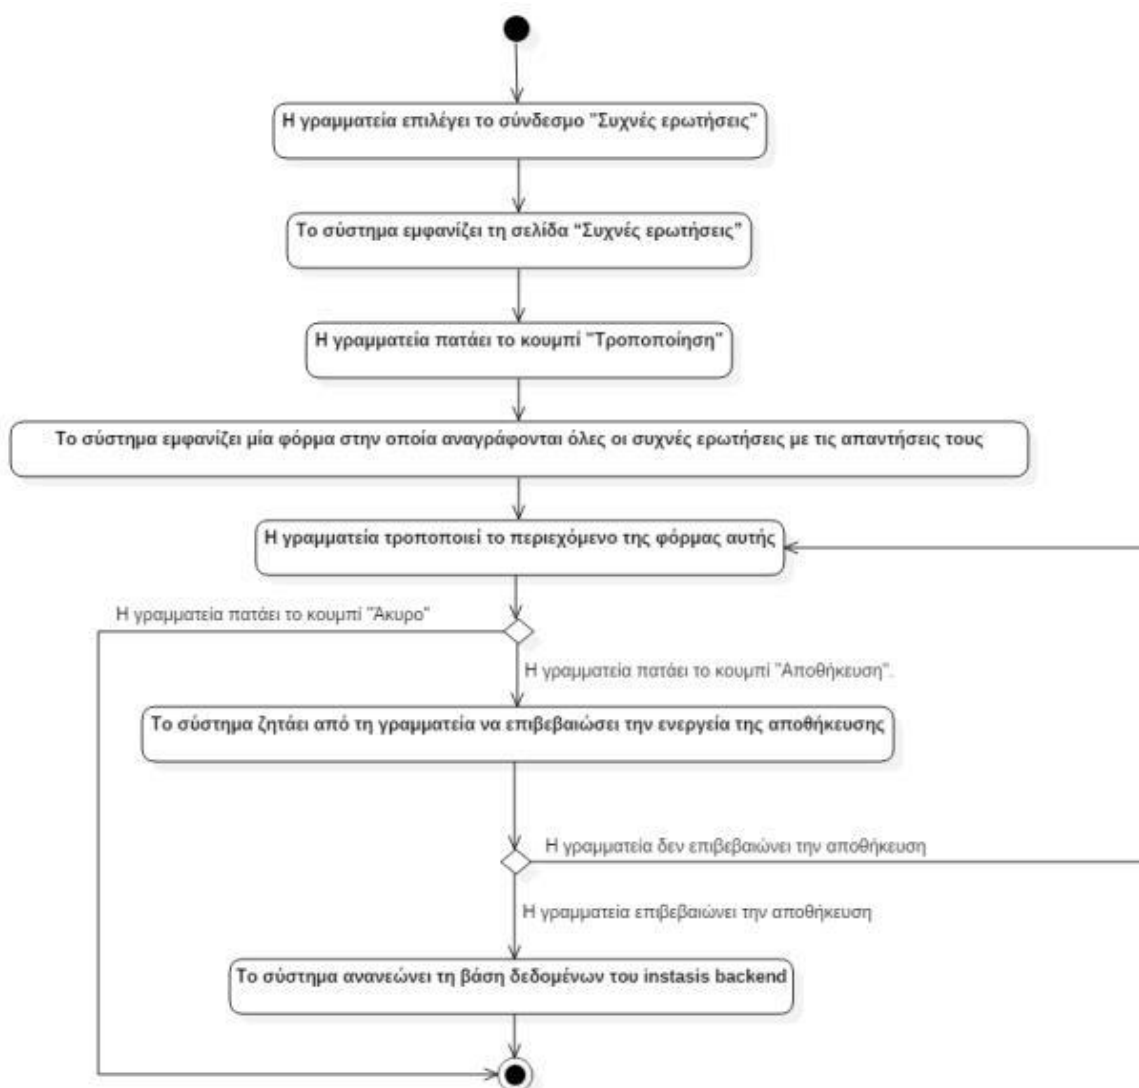 Η γραμματεία επιλέγει το σύνδεσμο "Συχνές ερωτήσεις"
Το σύστημα εμφανίζει τη σελίδα “Συχνές ερωτήσεις”
Η γραμματεία πατάει το κουμπί "Τροποποίηση"
Το σύστημα εμφανίζει μία φόρμα στην οποία αναγράφονται όλες οι συχνές ερωτήσεις με τις απαντήσεις τους
Η γραμματεία τροποποιεί το περιεχόμενο της φόρμας αυτής
Η γραμματεία πατάει το κουμπί "Άκυρο"
Η γραμματεία πατάει το κουμπί "Αποθήκευση".
Το σύστημα ζητάει από τη γραμματεία να επιβεβαιώσει την ενεργεία της αποθήκευσης
Η γραμματεία δεν επιβεβαιώνει την αποθήκευση
Η γραμματεία επιβεβαιώνει την αποθήκευση
Το σύστημα ανανεώνει τη βάση δεδομένων του instasis backend